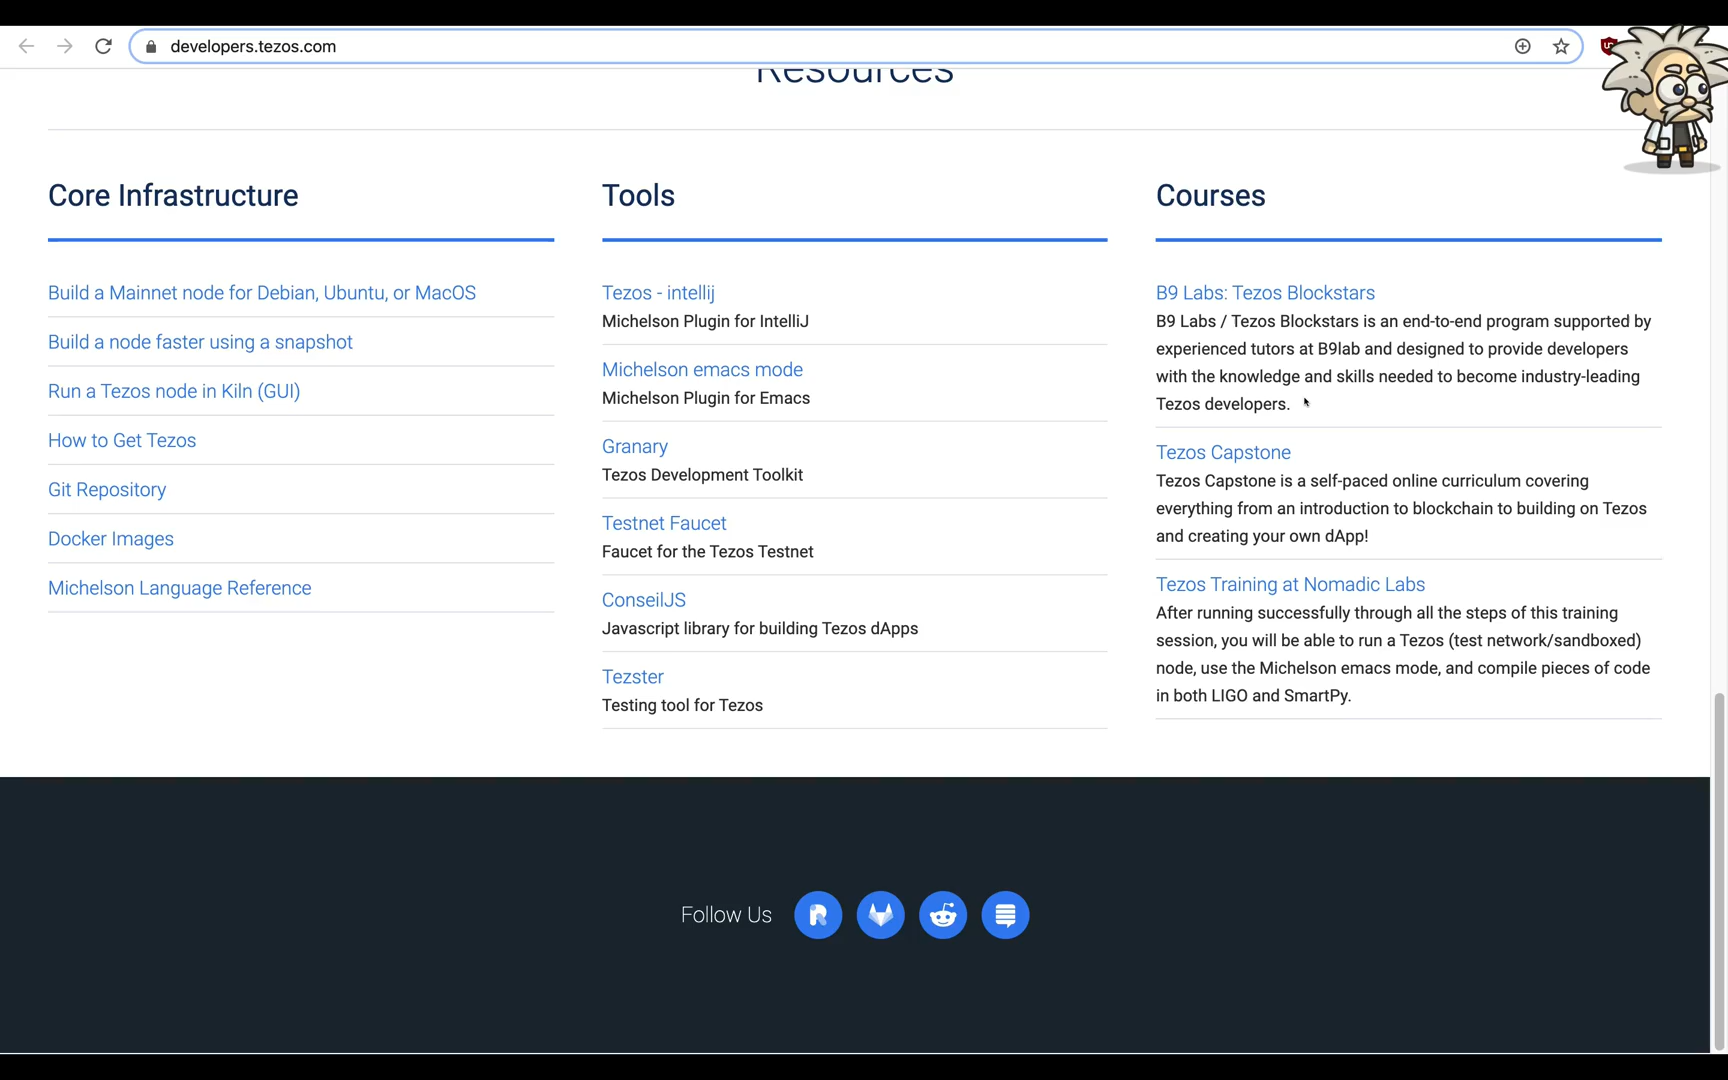 developers.tezos.com
Resources
Core Infrastructure
Build a Mainnet node for Debian, Ubuntu, or MacOS
Build a node faster using a snapshot
Run a Tezos node in Kiln (GUI)
How to Get Tezos
Git Repository
Docker Images
Michelson Language Reference
Tools
Tezos - intellij
Michelson Plugin for IntelliJ
Michelson emacs mode
Michelson Plugin for Emacs
Granary
Tezos Development Toolkit
Testnet Faucet
Faucet for the Tezos Testnet
ConseilJS
Javascript library for building Tezos dApps
Tezster
Testing tool for Tezos
Courses
B9 Labs: Tezos Blockstars
B9 Labs / Tezos Blockstars is an end-to-end program supported by
experienced tutors at B9lab and designed to provide developers
with the knowledge and skills needed to become industry-leading
Tezos developers.
Tezos Capstone
Tezos Capstone is a self-paced online curriculum covering
everything from an introduction to blockchain to building on Tezos
and creating your own dApp!
Tezos Training at Nomadic Labs
After running successfully through all the steps of this training
session, you will be able to run a Tezos (test network/sandboxed)
node, use the Michelson emacs mode, and compile pieces of code
in both LIGO and SmartPy.
Follow Us